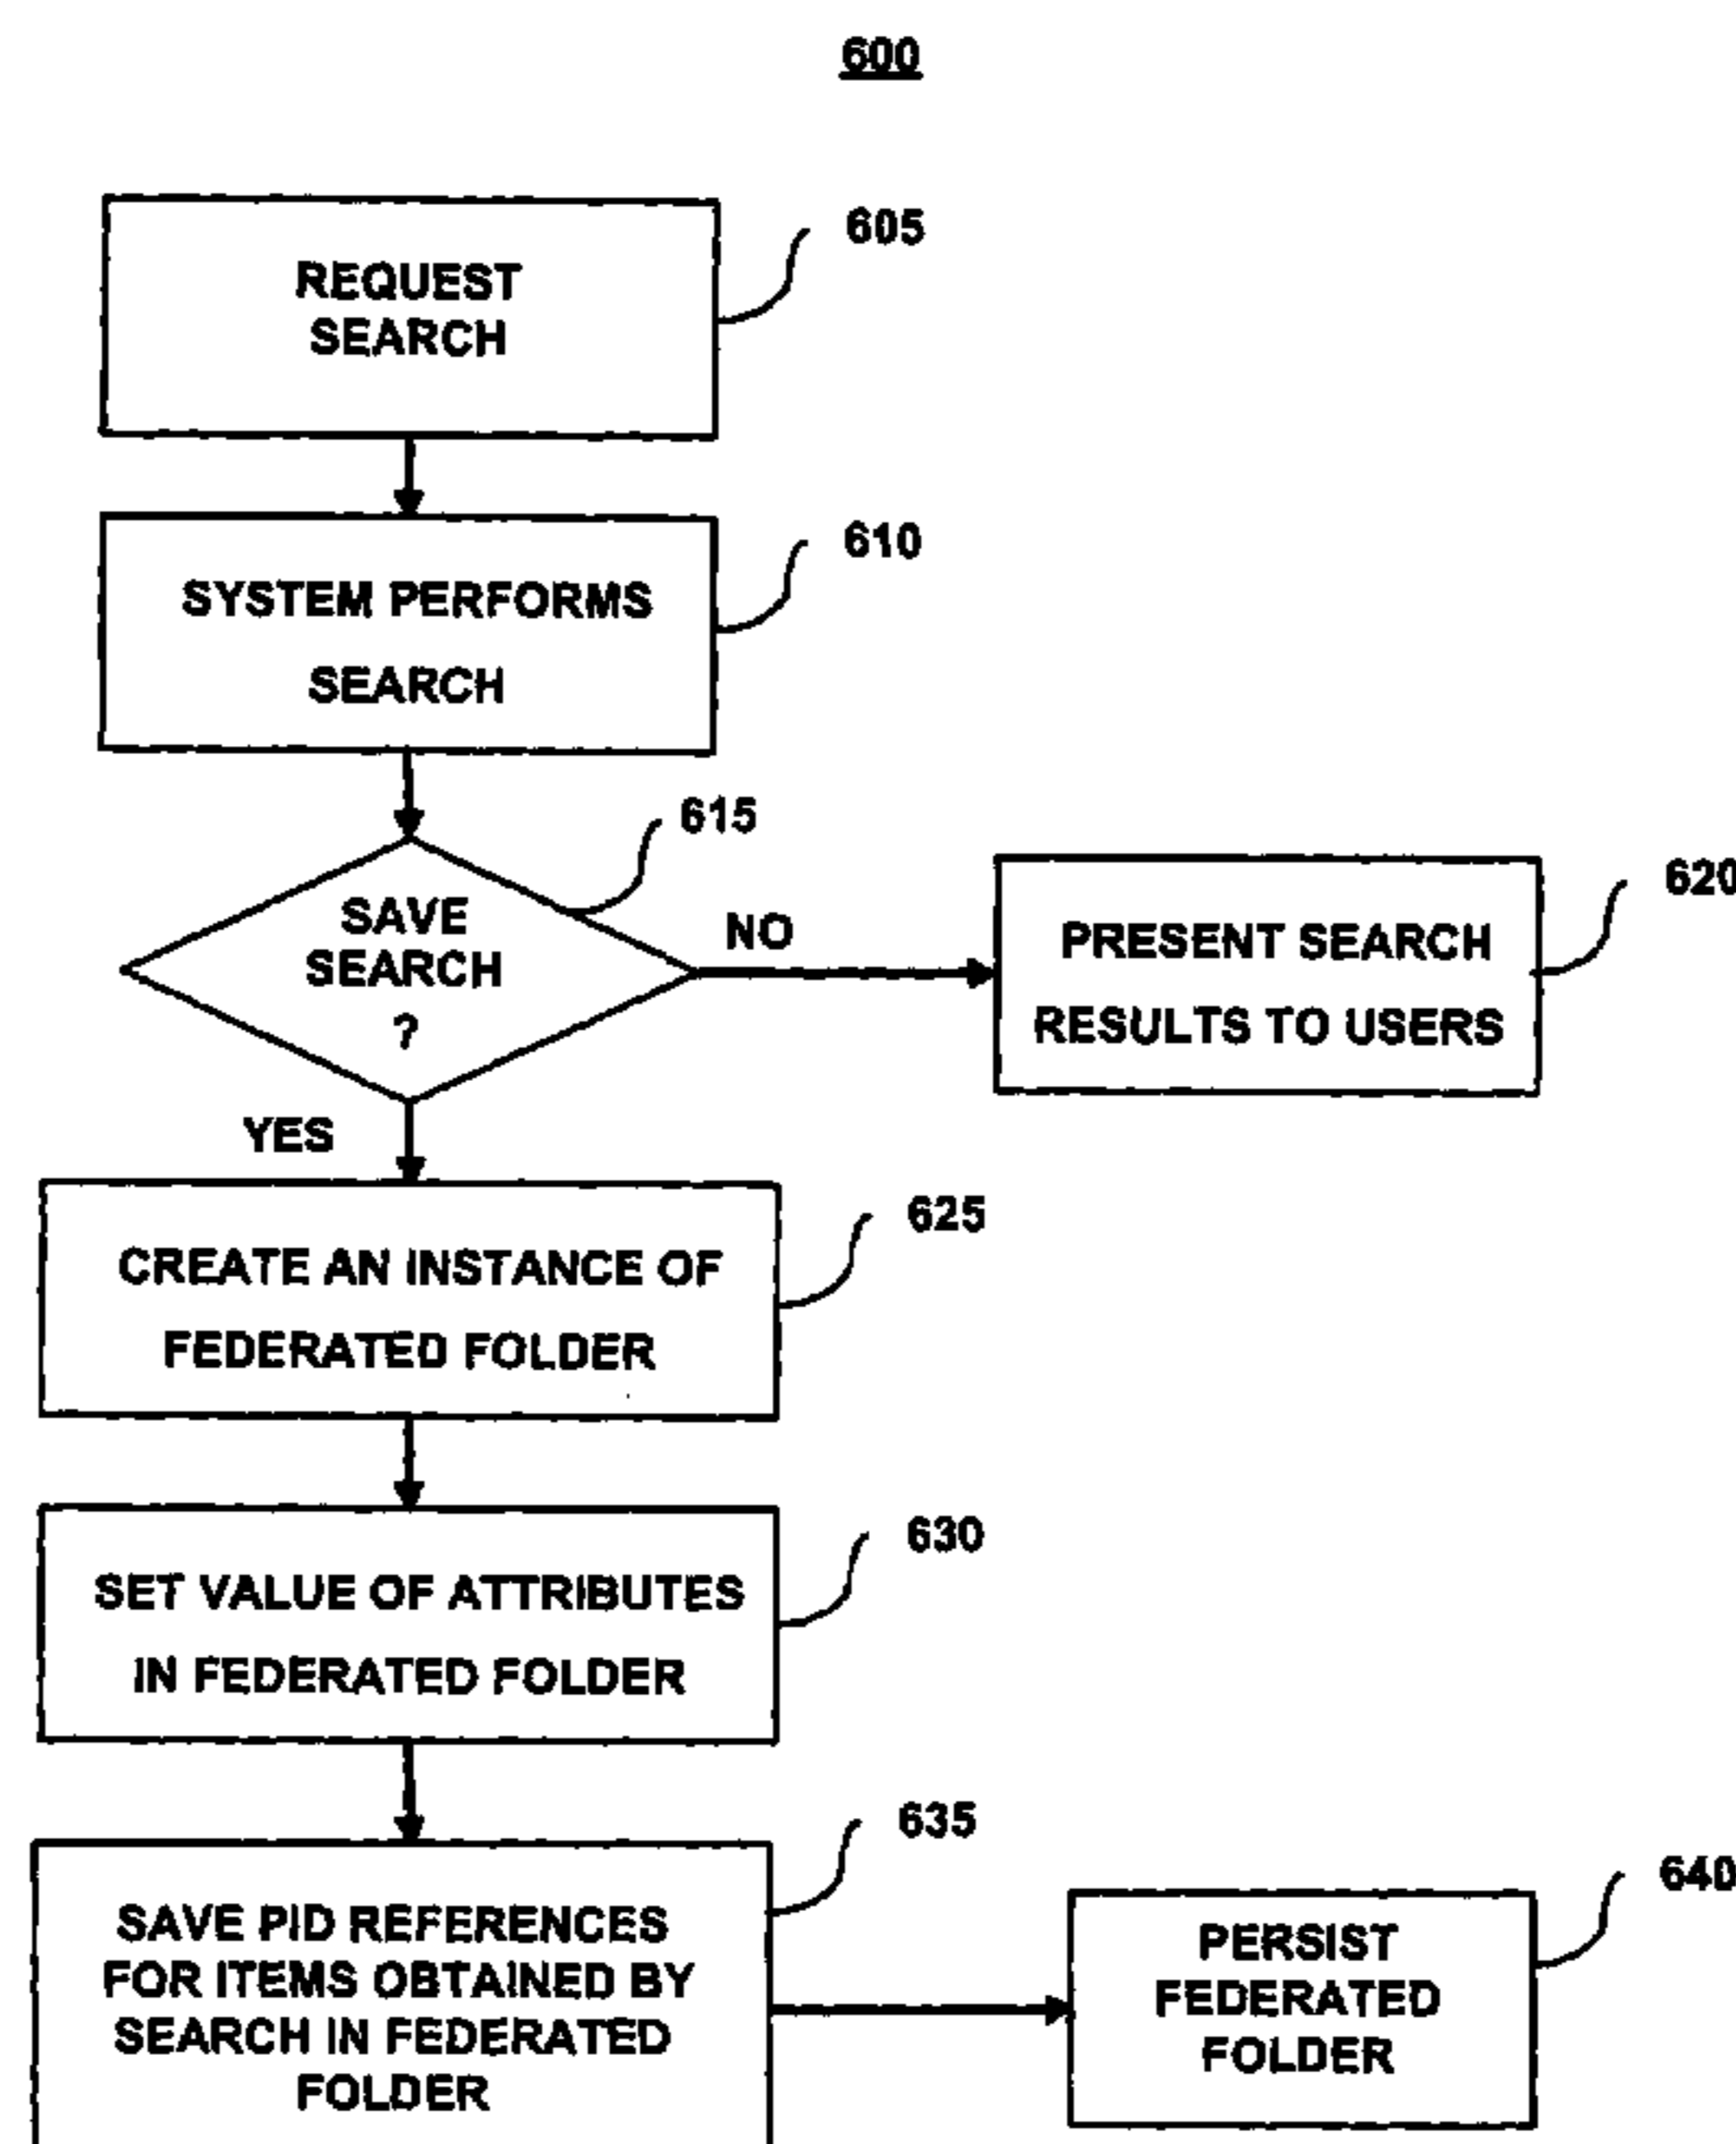 600
REQUEST
SEARCH
605
SYSTEM PERFORMS
SEARCH
610
SAVE
SEARCH
?
615
NO
PRESENT SEARCH
RESULTS TO USERS
620
YES
CREATE AN INSTANCE OF
FEDERATED FOLDER
625
SET VALUE OF ATTRIBUTES
IN FEDERATED FOLDER
630
SAVE PID REFERENCES
FOR ITEMS OBTAINED BY
SEARCH IN FEDERATED
FOLDER
635
PERSIST
FEDERATED
FOLDER
640